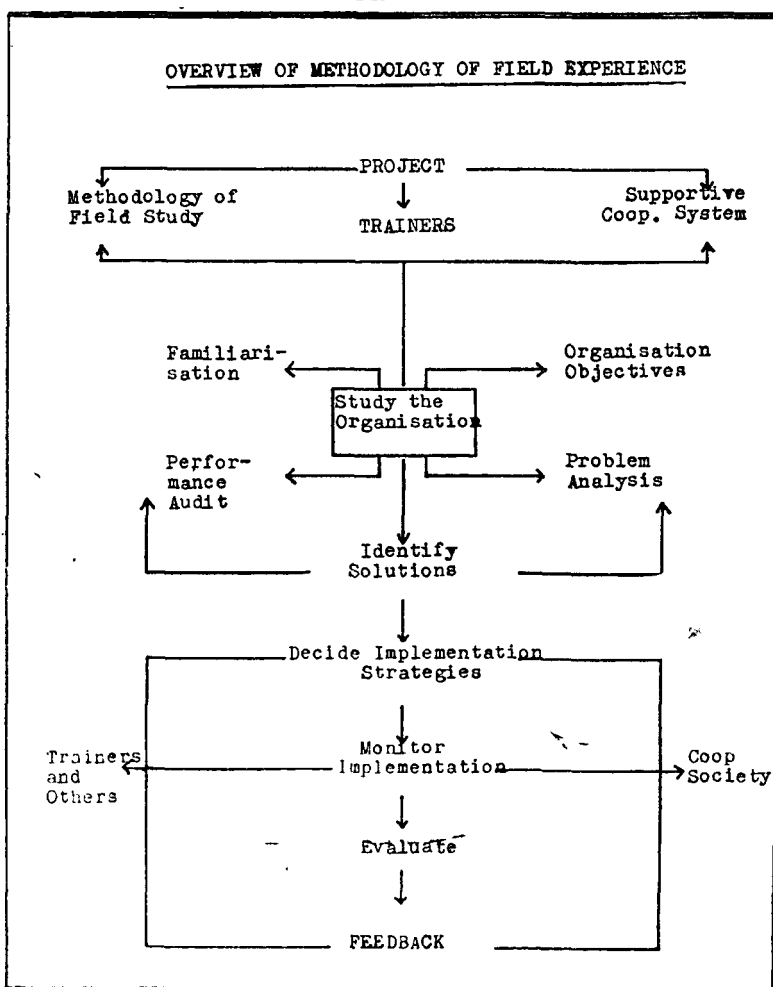 OVERVIEW OF METHODOLOGY OF FIELD EXPERIENCE
PROJECT
Methodology of
Field Study
TRAINERS
Supportive
Coop. System
Familiari-
sation
Organisation
Objectives
Study the
Organisation
Perfor-
mance
Audit
Problem
Analysis
Identify
Solutions
Decide Implementation
Strategies
Trainers
and
Others
Monitor
Implementation
Coop
Society
Evaluate
FEEDBACK